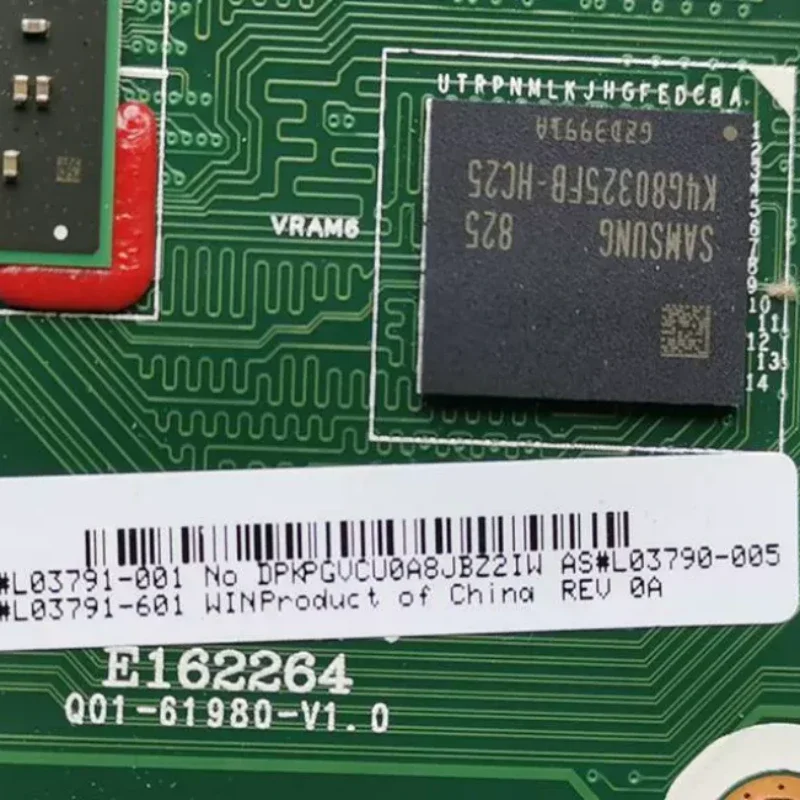 UTRPNMLKJHGFEDCBA
1
2
3
4
5
6
7
8
9
10
11
12
13
14
SAMSUNG 825
K4G80325FB-HC25
GZD3991A
VRAM6
#L03791-001 No DPKPGVCU0A8JBZ2IW AS#L03790-005
#L03791-601 WINProduct of China REV 0A
E162264
Q01-61980-V1.0